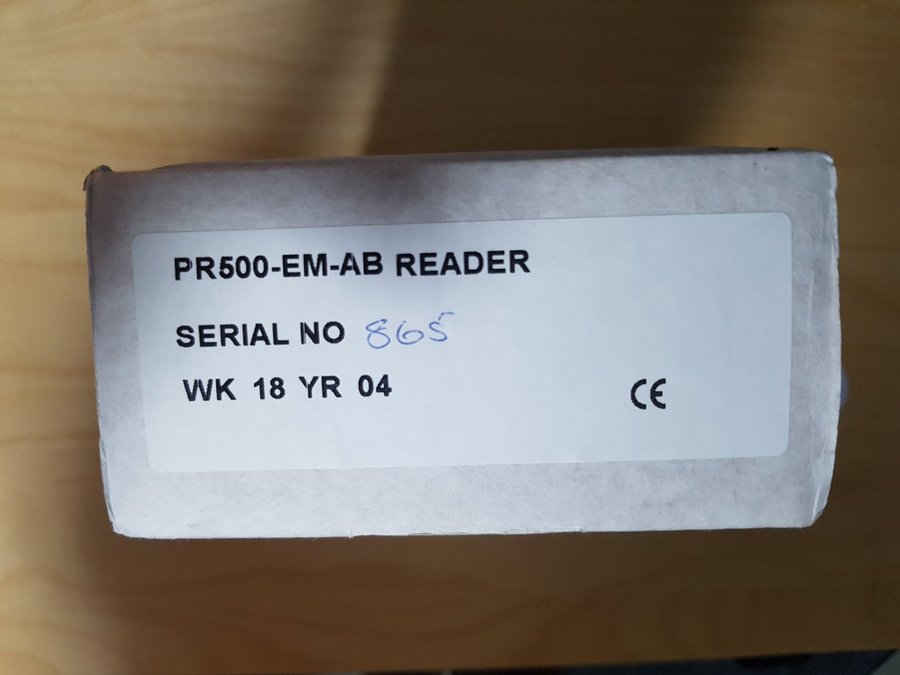 PR500-EM-AB READER
SERIAL NO 865
WK 18 YR 04
CE